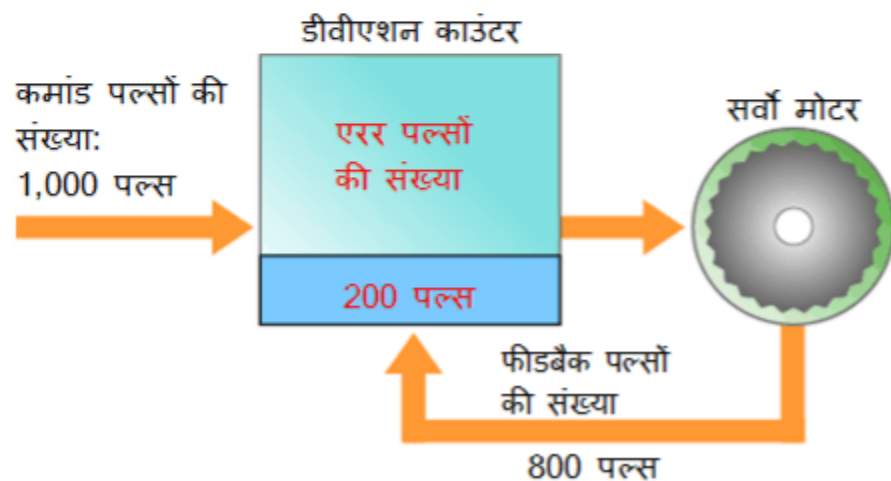 डीवीएशन काउंटर
कमांड पल्सों की
संख्या:
1,000 पल्स
एरर पल्सों
की संख्या
200 पल्स
सर्वो मोटर
फीडबैक पल्सों
की संख्या
800 पल्स